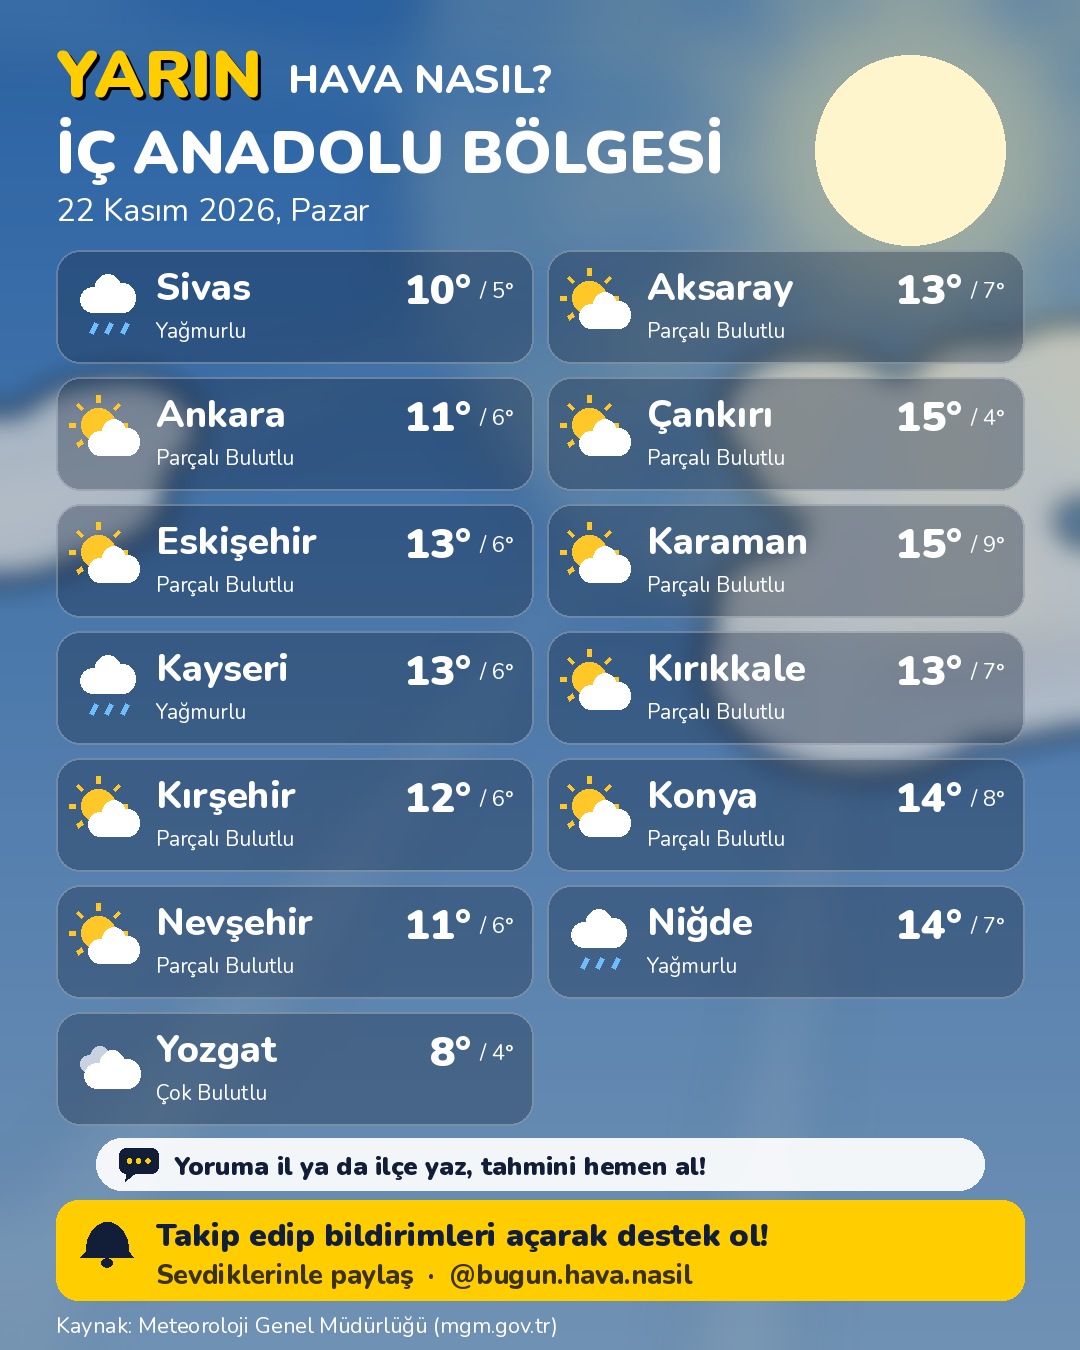 YARIN HAVA NASIL?
İÇ ANADOLU BÖLGESİ
22 Kasım 2026, Pazar
Sivas 10° / 5°
Yağmurlu
Aksaray 13° / 7°
Parçalı Bulutlu
Ankara 11° / 6°
Parçalı Bulutlu
Çankırı 15° / 4°
Parçalı Bulutlu
Eskişehir 13° / 6°
Parçalı Bulutlu
Karaman 15° / 9°
Parçalı Bulutlu
Kayseri 13° / 6°
Yağmurlu
Kırıkkale 13° / 7°
Parçalı Bulutlu
Kırşehir 12° / 6°
Parçalı Bulutlu
Konya 14° / 8°
Parçalı Bulutlu
Nevşehir 11° / 6°
Parçalı Bulutlu
Niğde 14° / 7°
Yağmurlu
Yozgat 8° / 4°
Çok Bulutlu
Yoruma il ya da ilçe yaz, tahmini hemen al!
Takip edip bildirimleri açarak destek ol!
Sevdiklerinle paylaş · @bugun.hava.nasil
Kaynak: Meteoroloji Genel Müdürlüğü (mgm.gov.tr)